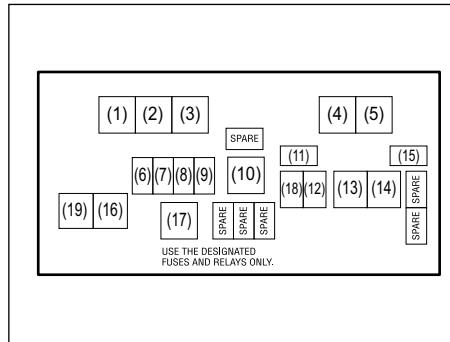 (1) (2) (3) (4) (5)
SPARE
(11) (15)
(6) (7) (8) (9) (10) (18) (12) (13) (14) SPARE
(19) (16) (17) SPARE SPARE SPARE SPARE
USE THE DESIGNATED
FUSES AND RELAYS ONLY.